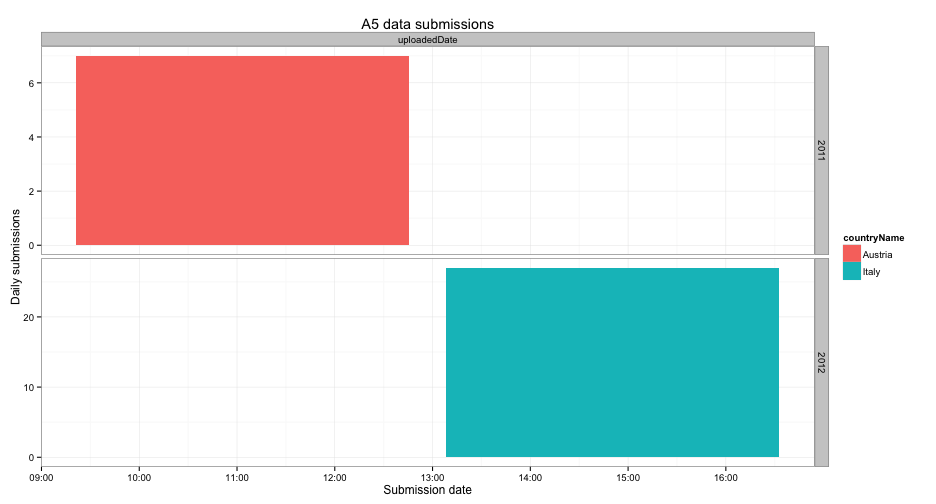 A5 data submissions
uploadedDate
6
4
2
0
2011
Daily submissions
20
10
0
2012
09:00 10:00 11:00 12:00 13:00 14:00 15:00 16:00
Submission date
countryName
Austria
Italy